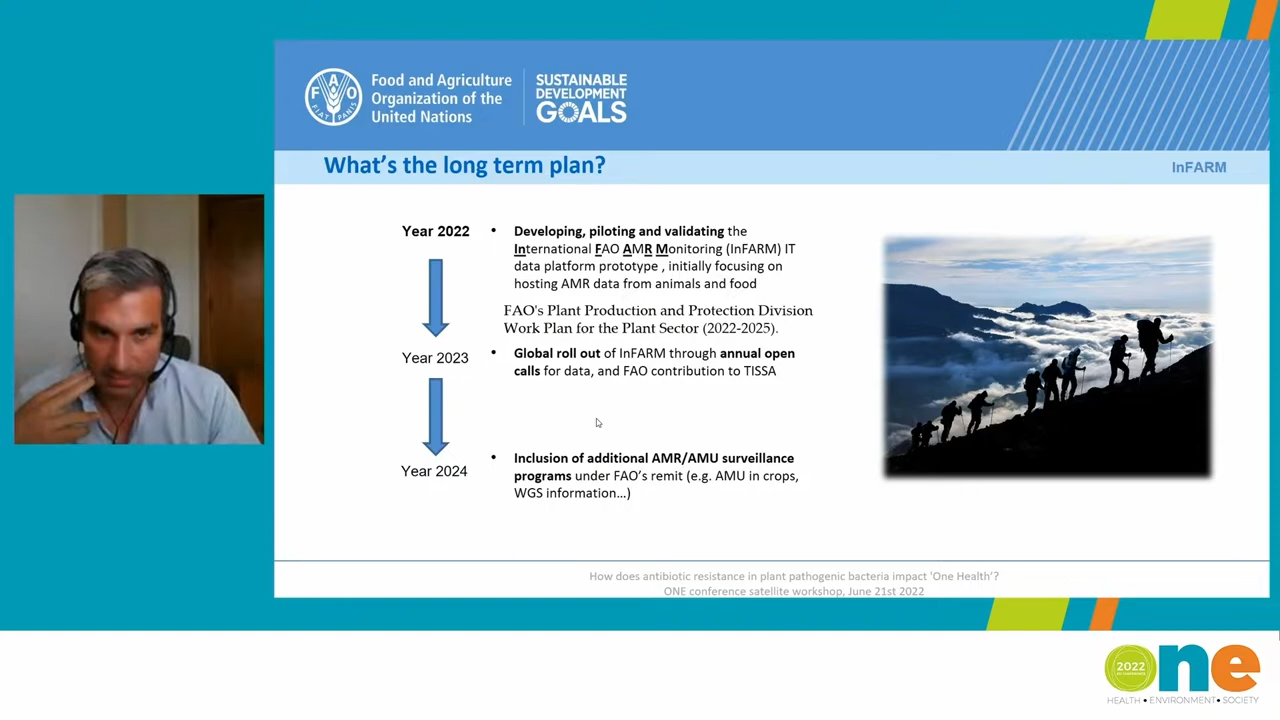 FAO
FIAT PANIS
Food and Agriculture
Organization of the
United Nations
SUSTAINABLE
DEVELOPMENT
GOALS
What's the long term plan?
InFARM
Year 2022
• Developing, piloting and validating the
International FAO AMR Monitoring (InFARM) IT
data platform prototype , initially focusing on
hosting AMR data from animals and food
FAO's Plant Production and Protection Division
Work Plan for the Plant Sector (2022-2025).
Year 2023
• Global roll out of InFARM through annual open
calls for data, and FAO contribution to TISSA
Year 2024
• Inclusion of additional AMR/AMU surveillance
programs under FAO's remit (e.g. AMU in crops,
WGS information...)
How does antibiotic resistance in plant pathogenic bacteria impact 'One Health'?
ONE conference satellite workshop, June 21st 2022
2022
one
HEALTH • ENVIRONMENT • SOCIETY